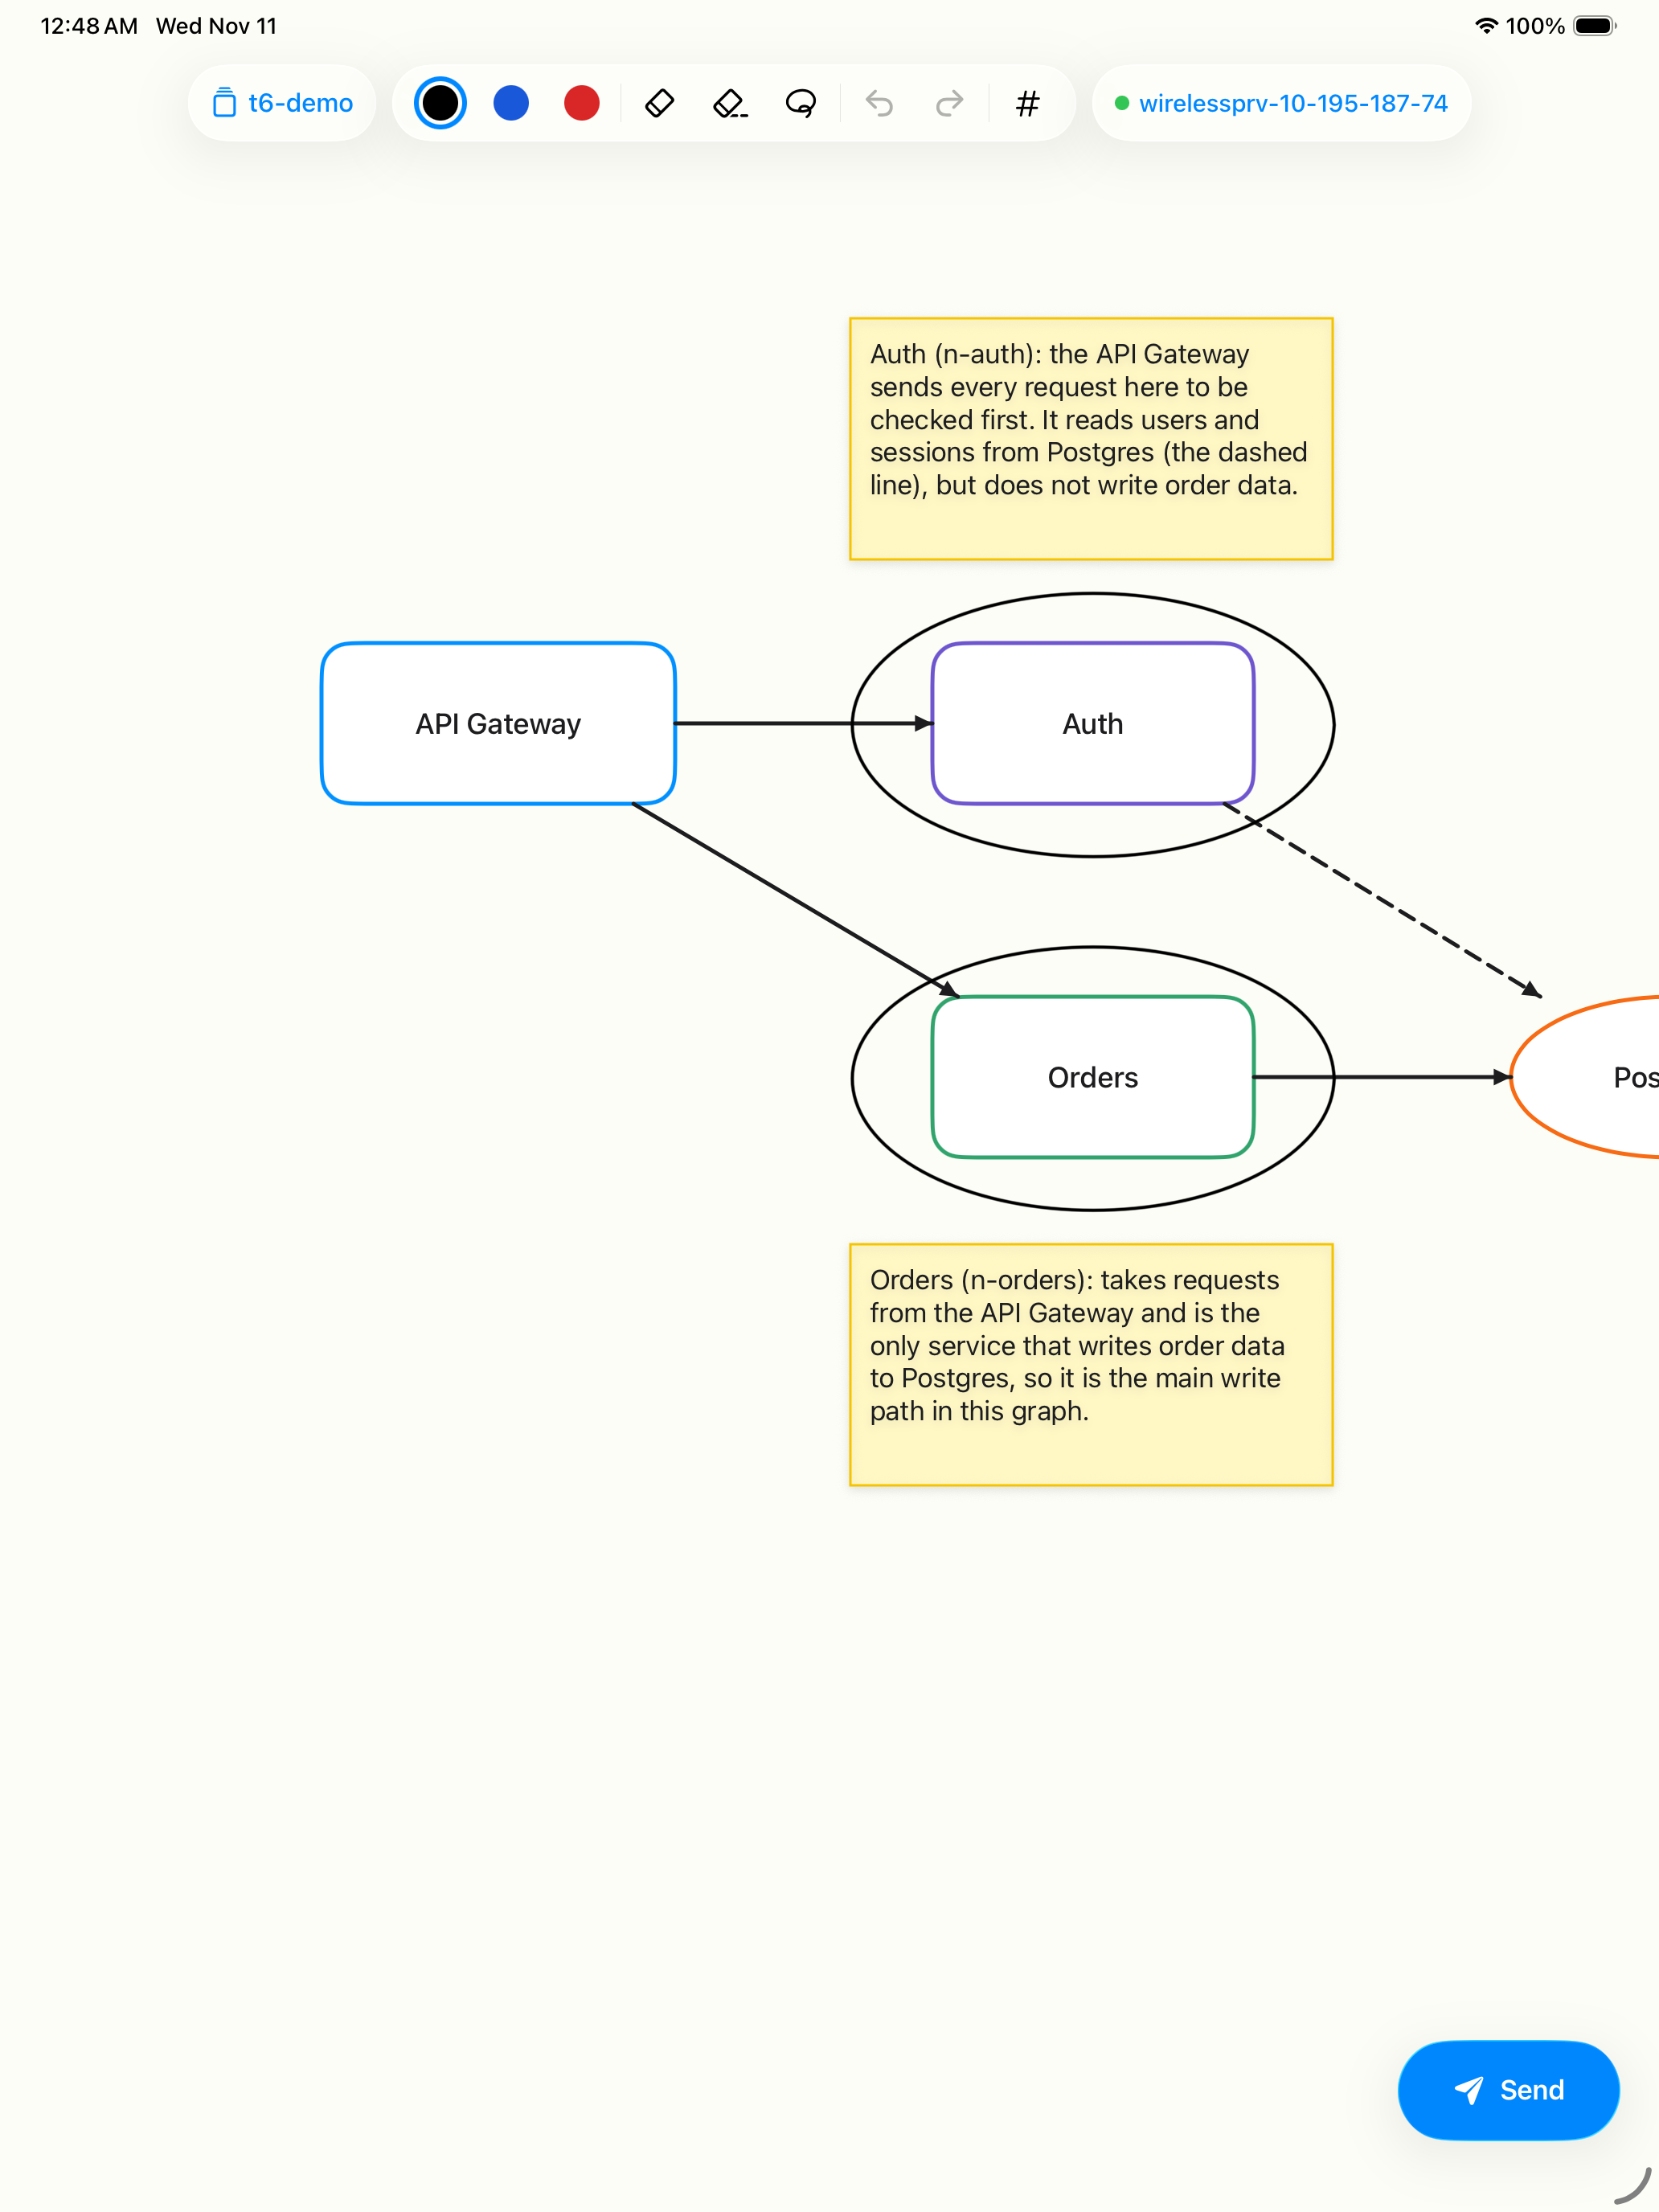 12:48 AM Wed Nov 11
100%
t6-demo
#
wirelessprv-10-195-187-74
Auth (n-auth): the API Gateway
sends every request here to be
checked first. It reads users and
sessions from Postgres (the dashed
line), but does not write order data.
API Gateway
Auth
Orders
Pos
Orders (n-orders): takes requests
from the API Gateway and is the
only service that writes order data
to Postgres, so it is the main write
path in this graph.
Send